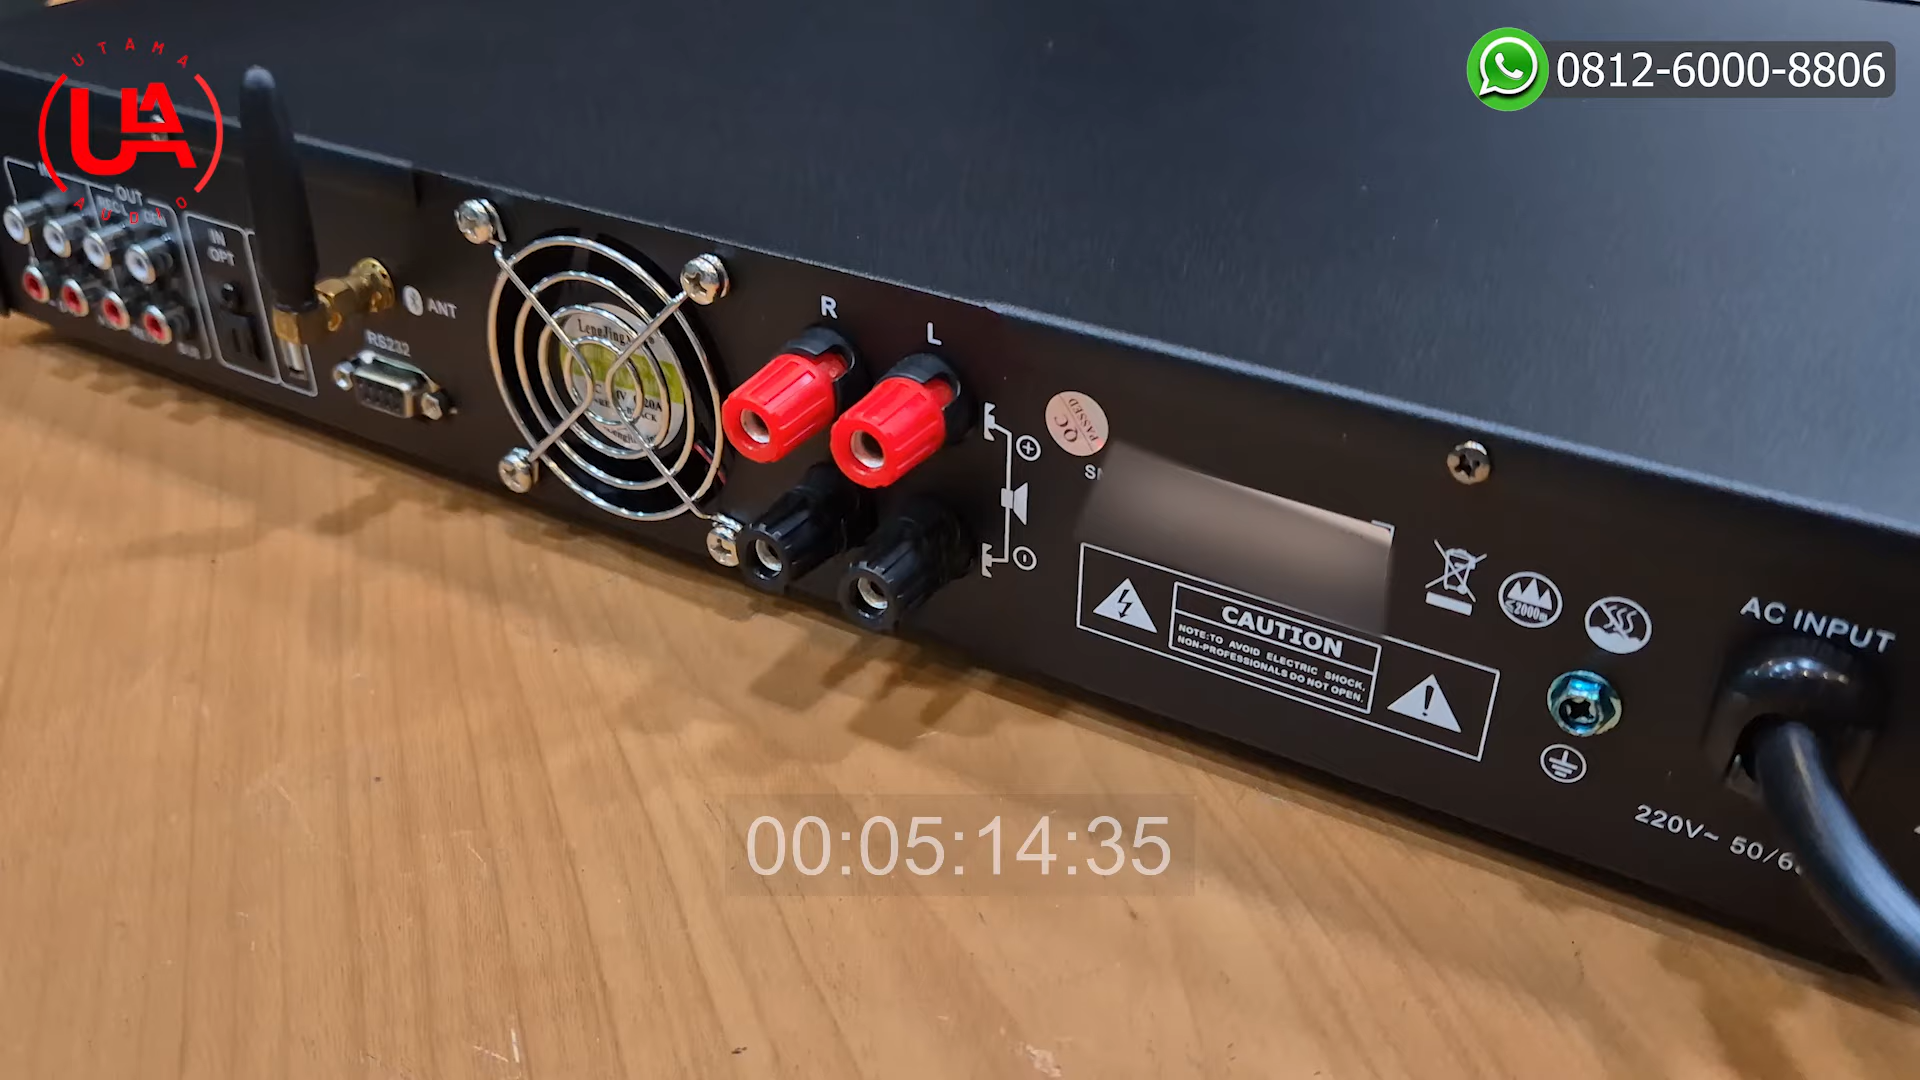 UTAMA
UA
AUDIO
0812-6000-8806
OUT
IN
OPT
ANT
RS232
R
L
QC
PASSED
CAUTION
NOTE:TO AVOID ELECTRIC SHOCK,
NON-PROFESSIONALS DO NOT OPEN.
≤2000m
AC INPUT
220V~ 50/6
00:05:14:35